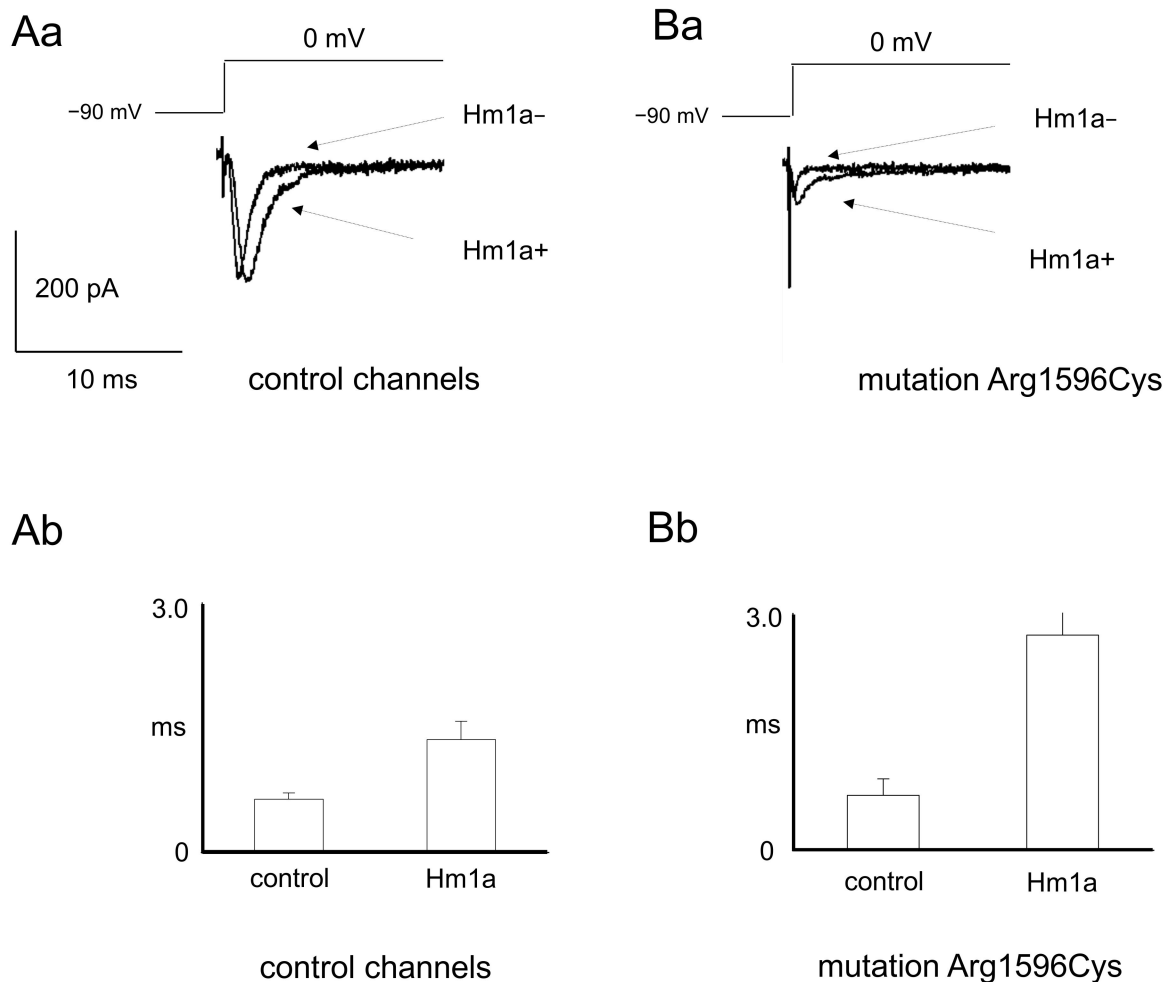 Aa
0 mV
−90 mV
Hm1a−
Hm1a+
200 pA
10 ms
control channels
Ba
0 mV
−90 mV
Hm1a−
Hm1a+
mutation Arg1596Cys
Ab
3.0
ms
0
control
Hm1a
control channels
Bb
3.0
ms
0
control
Hm1a
mutation Arg1596Cys